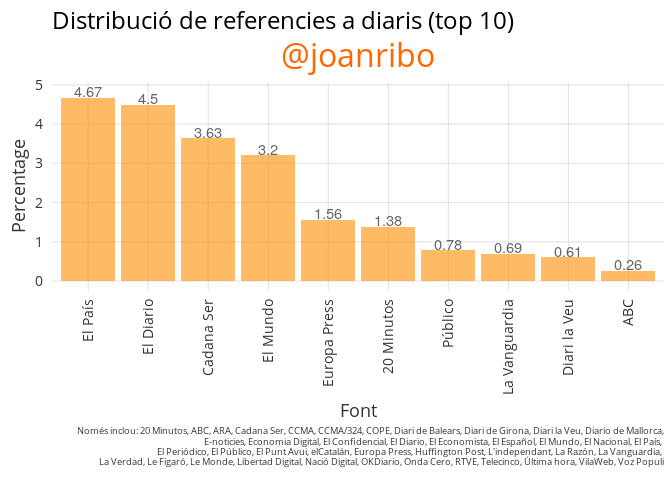 Distribució de referencies a diaris (top 10)
@joanribo
Percentage
5
4
3
2
1
0
4.67
4.5
3.63
3.2
1.56
1.38
0.78
0.69
0.61
0.26
El País
El Diario
Cadana Ser
El Mundo
Europa Press
20 Minutos
Público
La Vanguardia
Diari la Veu
ABC
Font
Només inclou: 20 Minutos, ABC, ARA, Cadana Ser, CCMA, CCMA/324, COPE, Diari de Balears, Diari de Girona, Diari la Veu, Diario de Mallorca,
E-noticies, Economia Digital, El Confidencial, El Diario, El Economista, El Español, El Mundo, El Nacional, El País,
El Periódico, El Público, El Punt Avui, elCatalán, Europa Press, Huffington Post, L'independant, La Razón, La Vanguardia,
La Verdad, Le Figaró, Le Monde, Libertad Digital, Nació Digital, OKDiario, Onda Cero, RTVE, Telecinco, Última hora, VilaWeb, Voz Populi